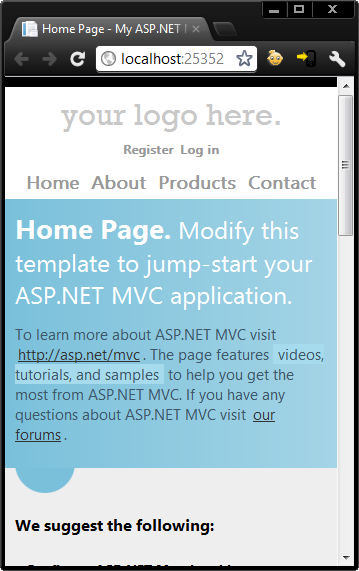 Home Page - My ASP.NET
localhost:25352
your logo here.
Register Log in
Home About Products Contact
Home Page. Modify this
template to jump-start your
ASP.NET MVC application.
To learn more about ASP.NET MVC visit
http://asp.net/mvc. The page features videos,
tutorials, and samples to help you get the
most from ASP.NET MVC. If you have any
questions about ASP.NET MVC visit our
forums.
We suggest the following: